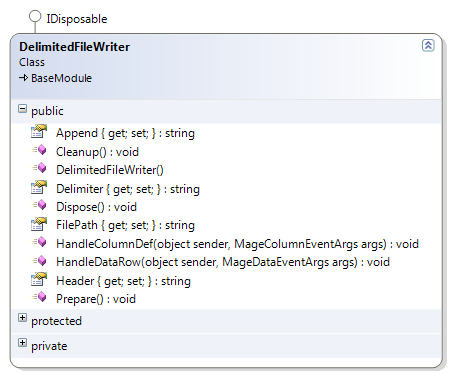 IDisposable
DelimitedFileWriter
Class
BaseModule
public
Append { get; set; } : string
Cleanup() : void
DelimitedFileWriter()
Delimiter { get; set; } : string
Dispose() : void
FilePath { get; set; } : string
HandleColumnDef(object sender, MageColumnEventArgs args) : void
HandleDataRow(object sender, MageDataEventArgs args) : void
Header { get; set; } : string
Prepare() : void
protected
private